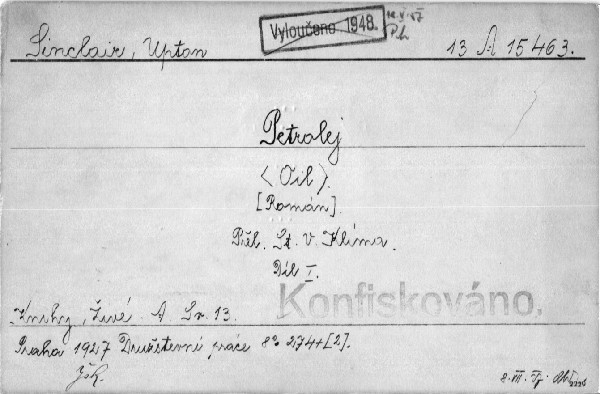 Vyloučeno 1948.
Sinclair, Upton
13 A 15463.
Petrolej
<Oil>.
[Román].
Přel. St. V. Klíma.
Díl I.
Konfiskováno.
Knihy Živé. A. Sv. 13.
Praha 1927 Družstevní práce 8° 274+[2].